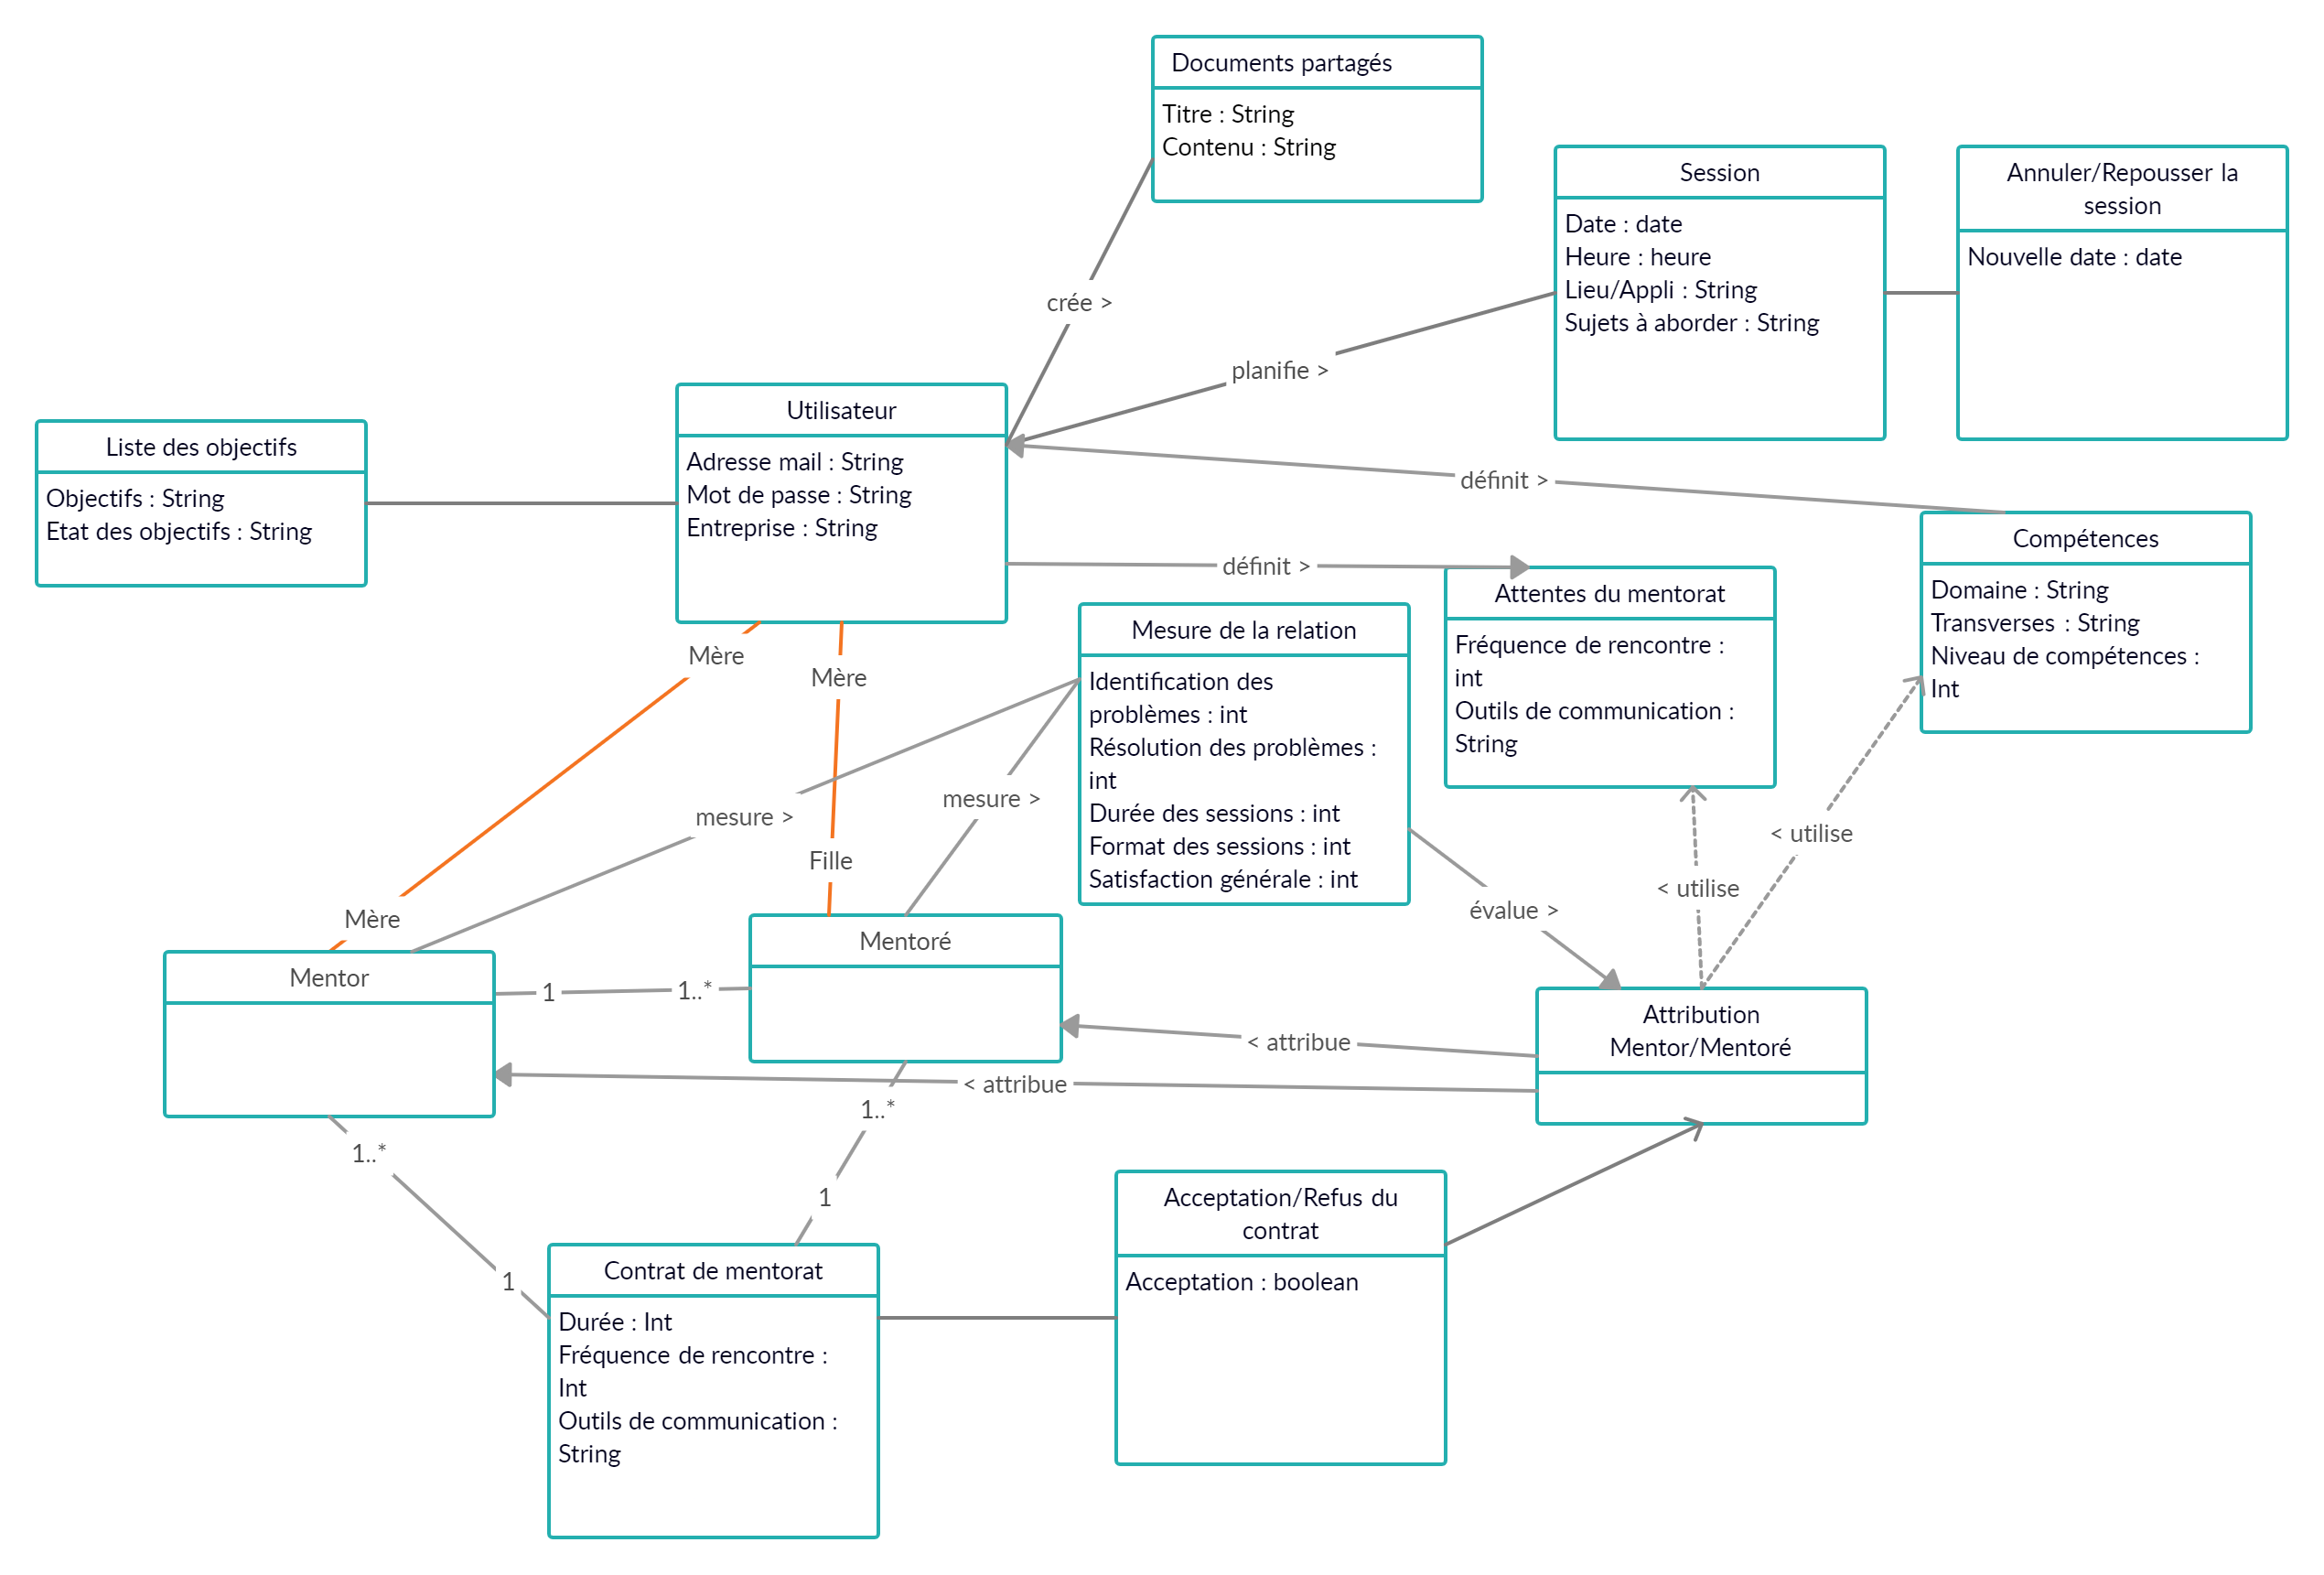 Documents partagés
Titre : String
Contenu : String
Session
Date : date
Heure : heure
Lieu/Appli : String
Sujets à aborder : String
Annuler/Repousser la
session
Nouvelle date : date
crée >
planifie >
Utilisateur
Adresse mail : String
Mot de passe : String
Entreprise : String
Liste des objectifs
Objectifs : String
Etat des objectifs : String
définit >
définit >
Compétences
Domaine : String
Transverses : String
Niveau de compétences :
Int
Attentes du mentorat
Fréquence de rencontre :
int
Outils de communication :
String
Mesure de la relation
Identification des
problèmes : int
Résolution des problèmes :
int
Durée des sessions : int
Format des sessions : int
Satisfaction générale : int
Mère
Mère
mesure >
mesure >
Fille
Mère
< utilise
< utilise
évalue >
Mentor
Mentoré
1
1..*
Attribution
Mentor/Mentoré
< attribue
< attribue
1..*
1..*
1
1
Contrat de mentorat
Durée : Int
Fréquence de rencontre :
Int
Outils de communication :
String
Acceptation/Refus du
contrat
Acceptation : boolean